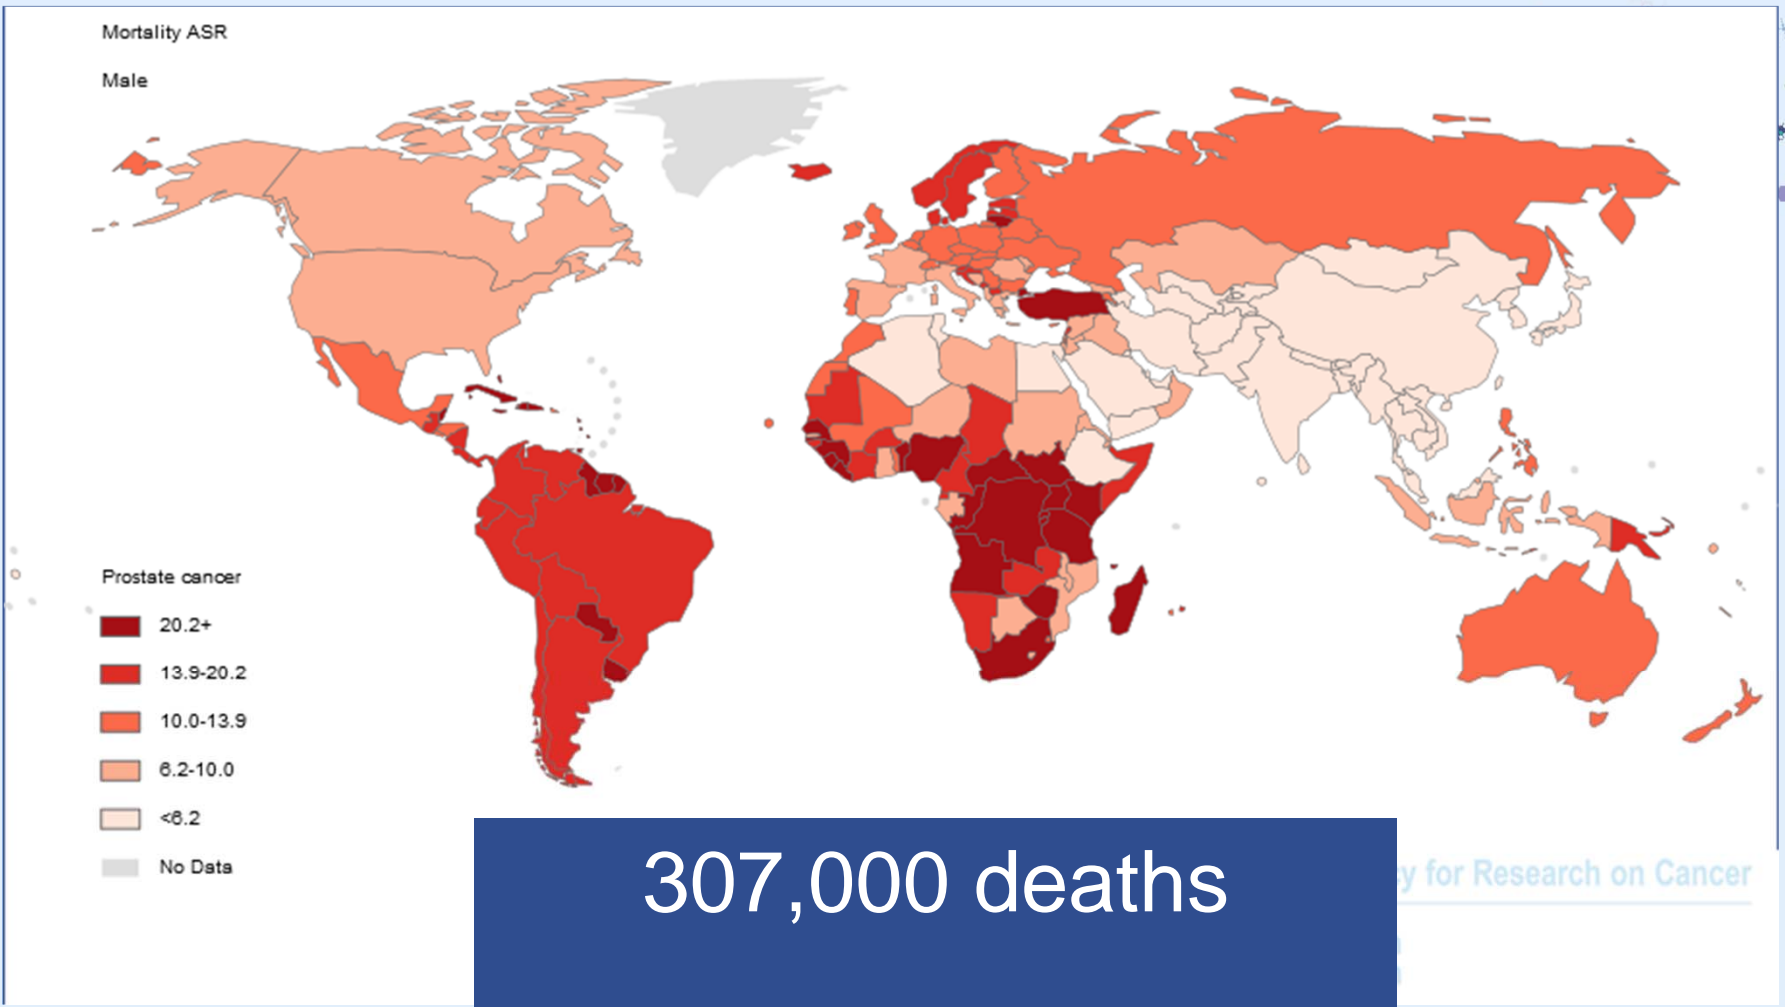 Mortality ASR
Male
Prostate cancer
20.2+
13.9-20.2
10.0-13.9
6.2-10.0
<6.2
No Data
307,000 deaths
cy for Research on Cancer